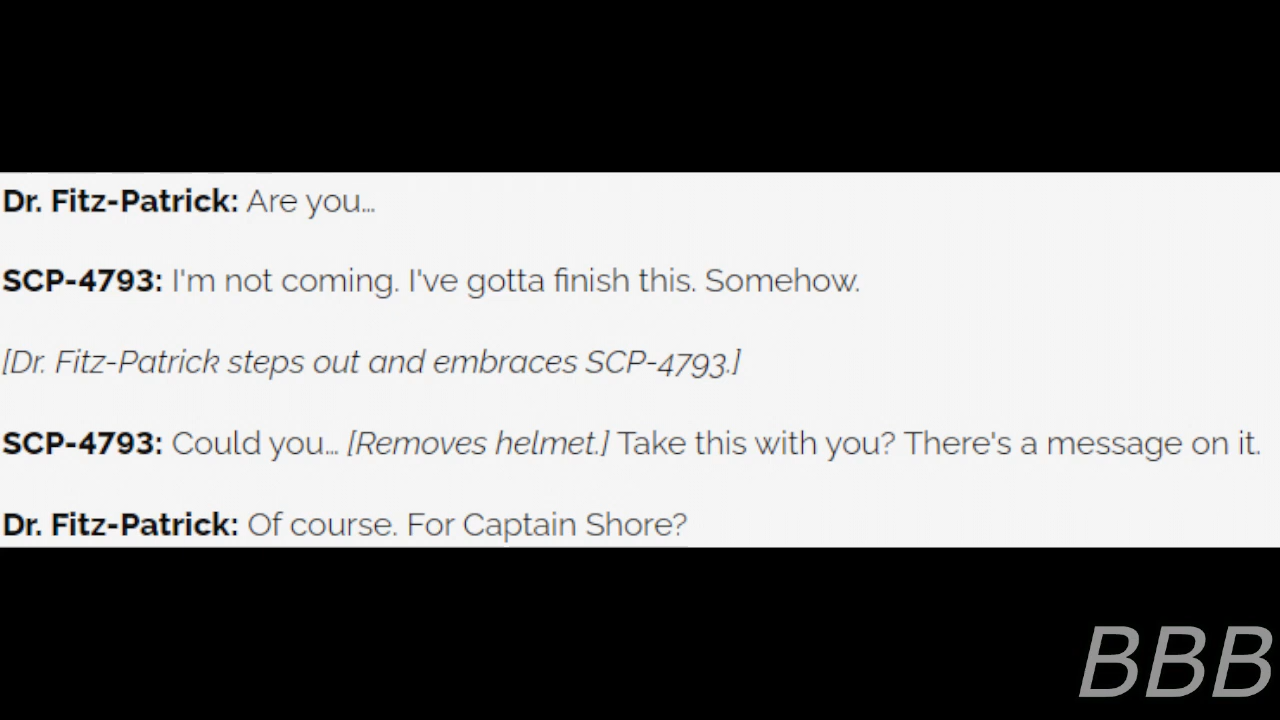 Dr. Fitz-Patrick: Are you…
SCP-4793: I'm not coming. I've gotta finish this. Somehow.
[Dr. Fitz-Patrick steps out and embraces SCP-4793.]
SCP-4793: Could you… [Removes helmet.] Take this with you? There's a message on it.
Dr. Fitz-Patrick: Of course. For Captain Shore?
BBB